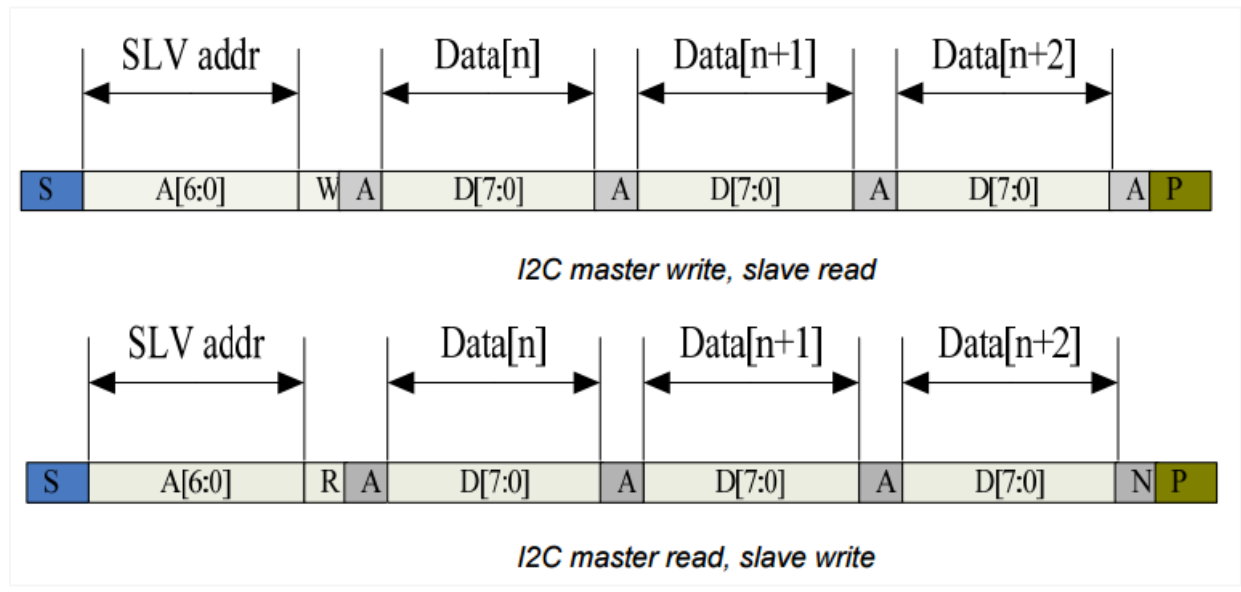 SLV addr Data[n] Data[n+1] Data[n+2]
S A[6:0] W A D[7:0] A D[7:0] A D[7:0] A P
I2C master write, slave read
SLV addr Data[n] Data[n+1] Data[n+2]
S A[6:0] R A D[7:0] A D[7:0] A D[7:0] N P
I2C master read, slave write